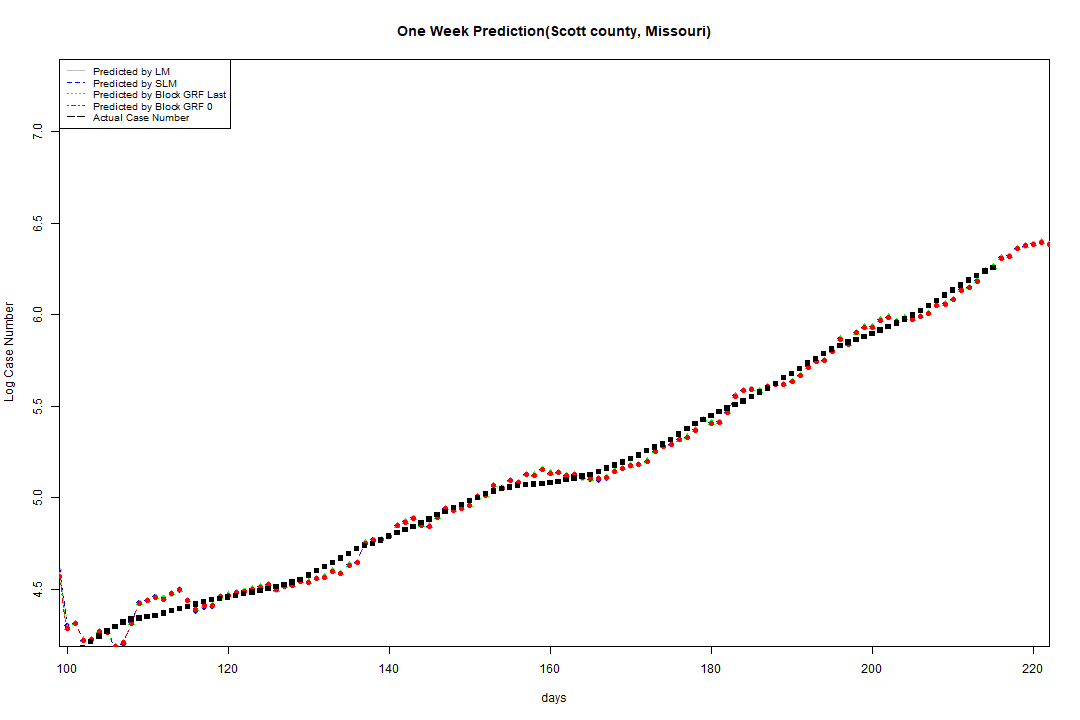 One Week Prediction(Scott county, Missouri)
Predicted by LM
Predicted by SLM
Predicted by Block GRF Last
Predicted by Block GRF 0
Actual Case Number
Log Case Number
7.0
6.5
6.0
5.5
5.0
4.5
100 120 140 160 180 200 220
days